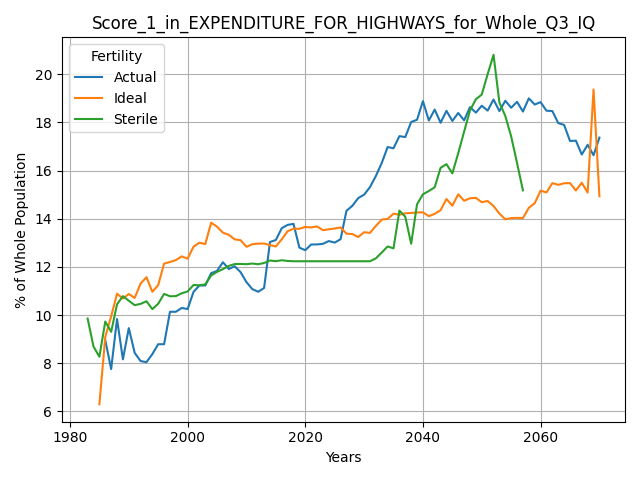 Score_1_in_EXPENDITURE_FOR_HIGHWAYS_for_Whole_Q3_IQ
Fertility
Actual
Ideal
Sterile
% of Whole Population
20
18
16
14
12
10
8
6
1980 2000 2020 2040 2060
Years